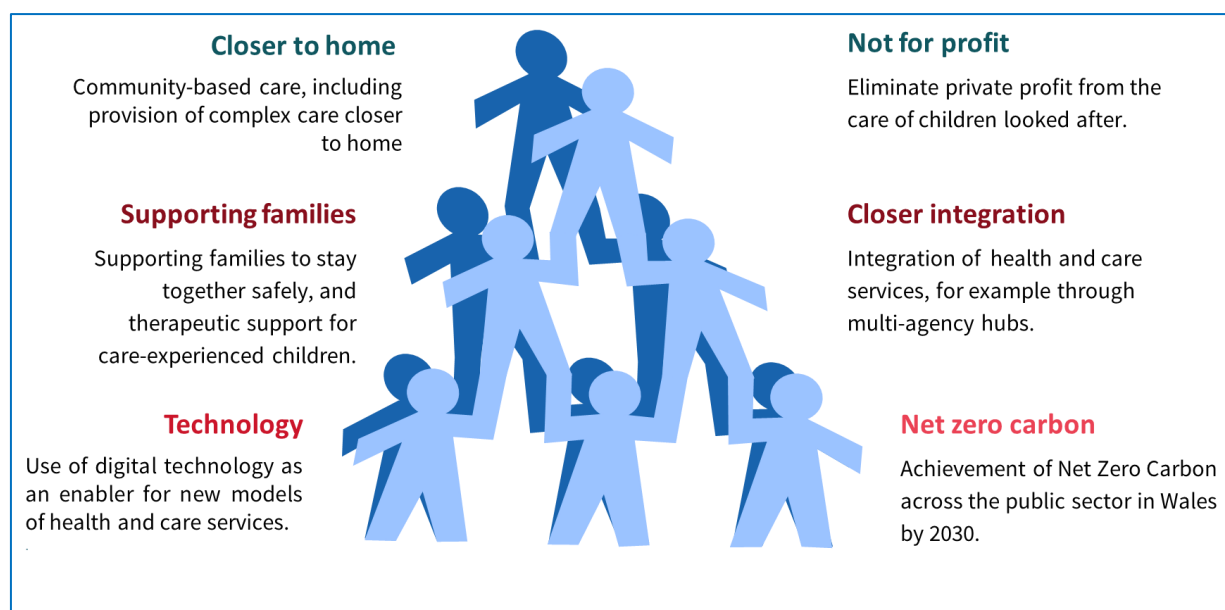 Closer to home
Community-based care, including
provision of complex care closer
to home
Not for profit
Eliminate private profit from the
care of children looked after.
Supporting families
Supporting families to stay
together safely, and
therapeutic support for
care-experienced children.
Closer integration
Integration of health and care
services, for example through
multi-agency hubs.
Technology
Use of digital technology as
an enabler for new models
of health and care services.
.
Net zero carbon
Achievement of Net Zero Carbon
across the public sector in Wales
by 2030.